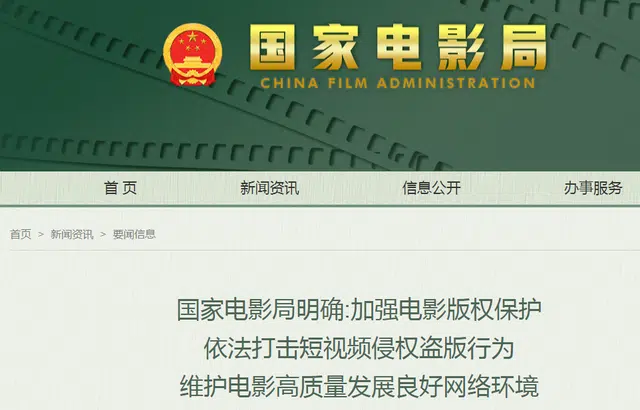 国家电影局
CHINA FILM ADMINISTRATION
首 页 新闻资讯 信息公开 办事服务
首页 > 新闻资讯 > 要闻信息
国家电影局明确:加强电影版权保护
依法打击短视频侵权盗版行为
维护电影高质量发展良好网络环境